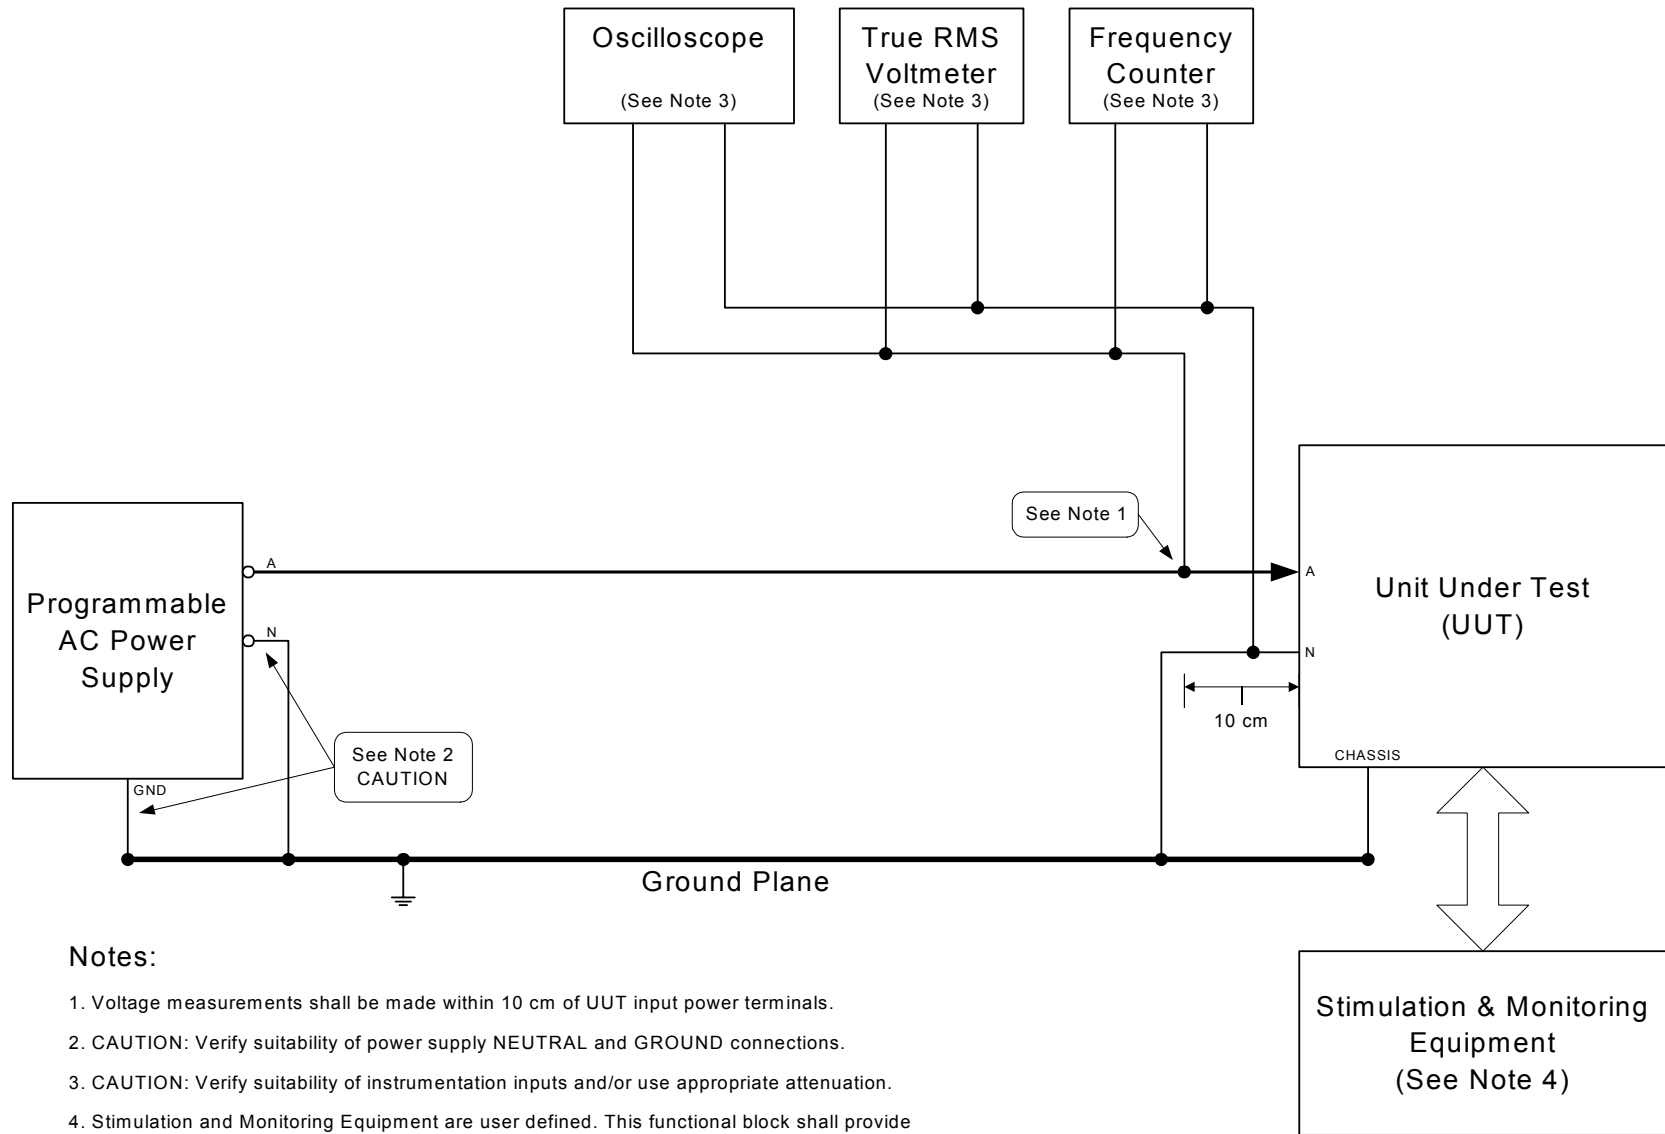 Oscilloscope
(See Note 3)
True RMS
Voltmeter
(See Note 3)
Frequency
Counter
(See Note 3)
See Note 1
Programmable
AC Power
Supply
A
N
GND
See Note 2
CAUTION
A
N
Unit Under Test
(UUT)
10 cm
CHASSIS
Ground Plane
Notes:
1. Voltage measurements shall be made within 10 cm of UUT input power terminals.
2. CAUTION: Verify suitability of power supply NEUTRAL and GROUND connections.
3. CAUTION: Verify suitability of instrumentation inputs and/or use appropriate attenuation.
4. Stimulation and Monitoring Equipment are user defined. This functional block shall provide
Stimulation & Monitoring
Equipment
(See Note 4)